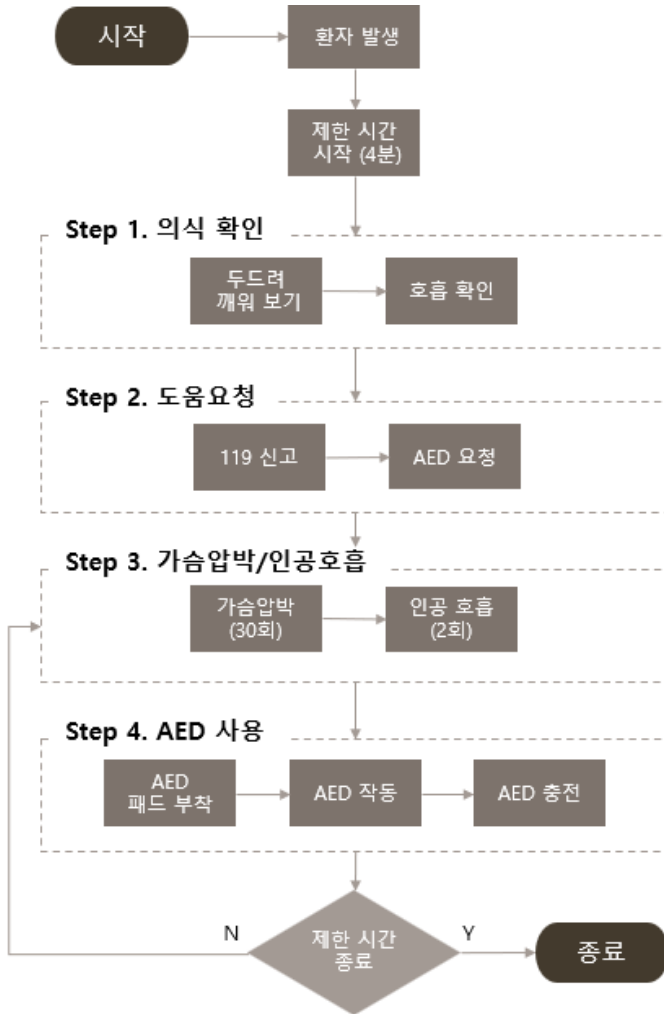 시작
환자 발생
제한 시간
시작 (4분)
Step 1. 의식 확인
두드려
깨워 보기
호흡 확인
Step 2. 도움요청
119 신고
AED 요청
Step 3. 가슴압박/인공호흡
가슴압박
(30회)
인공 호흡
(2회)
Step 4. AED 사용
AED
패드 부착
AED 작동
AED 충전
N
제한 시간
종료
Y
종료